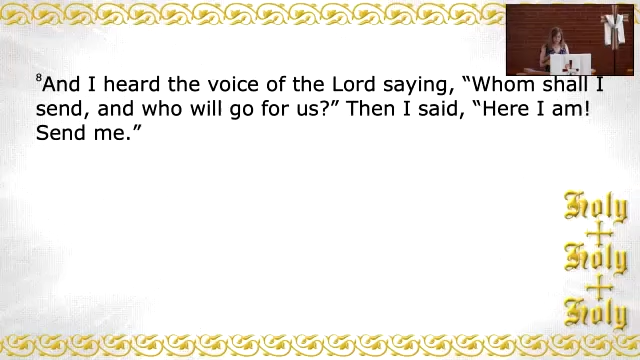 ⁸And I heard the voice of the Lord saying, “Whom shall I
send, and who will go for us?” Then I said, “Here I am!
Send me.”
Holy
Holy
Holy